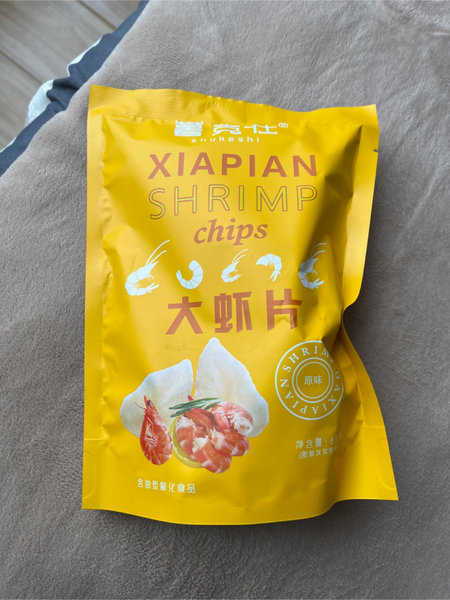 薯克仕®
shukeshi
XIAPIAN
SHRIMP
chips
大虾片
SHRIMP XIAPIAN
原味
净含量:
含油型膨化食品